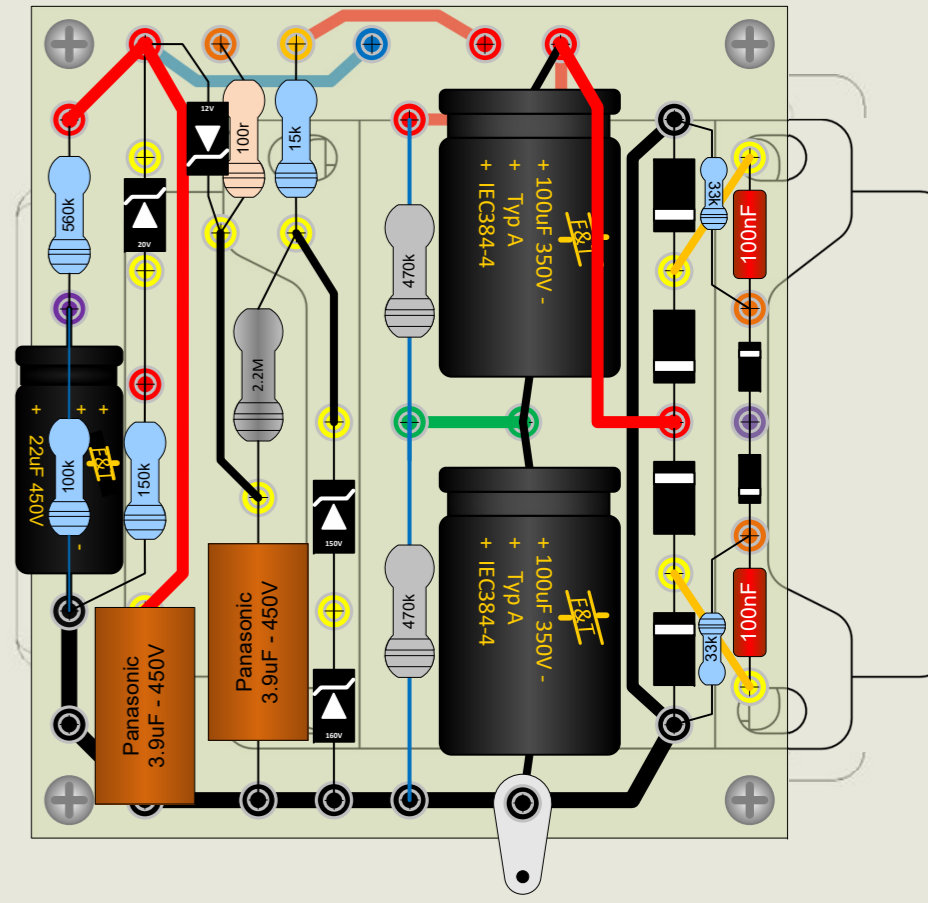 12V
100r
15k
560k
20V
470k
+ 100uF 350V -
+ Typ A
+ IEC384-4
F&T
33k
100nF
2.2M
+ + +
22uF 450V
-
F&T
100k
150k
150V
470k
+ 100uF 350V -
+ Typ A
+ IEC384-4
F&T
33k
100nF
Panasonic
3.9uF - 450V
Panasonic
3.9uF - 450V
160V